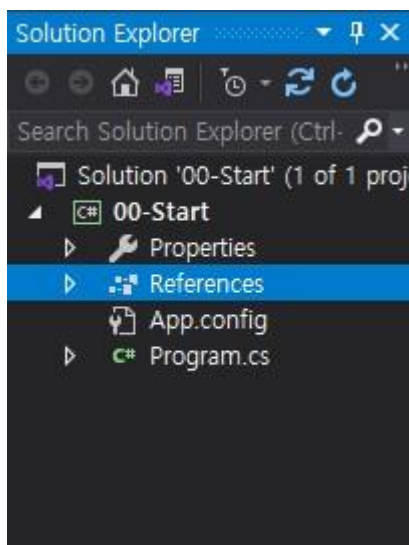 Solution Explorer
Search Solution Explorer (Ctrl-
Solution '00-Start' (1 of 1 proj
C# 00-Start
Properties
References
App.config
C# Program.cs